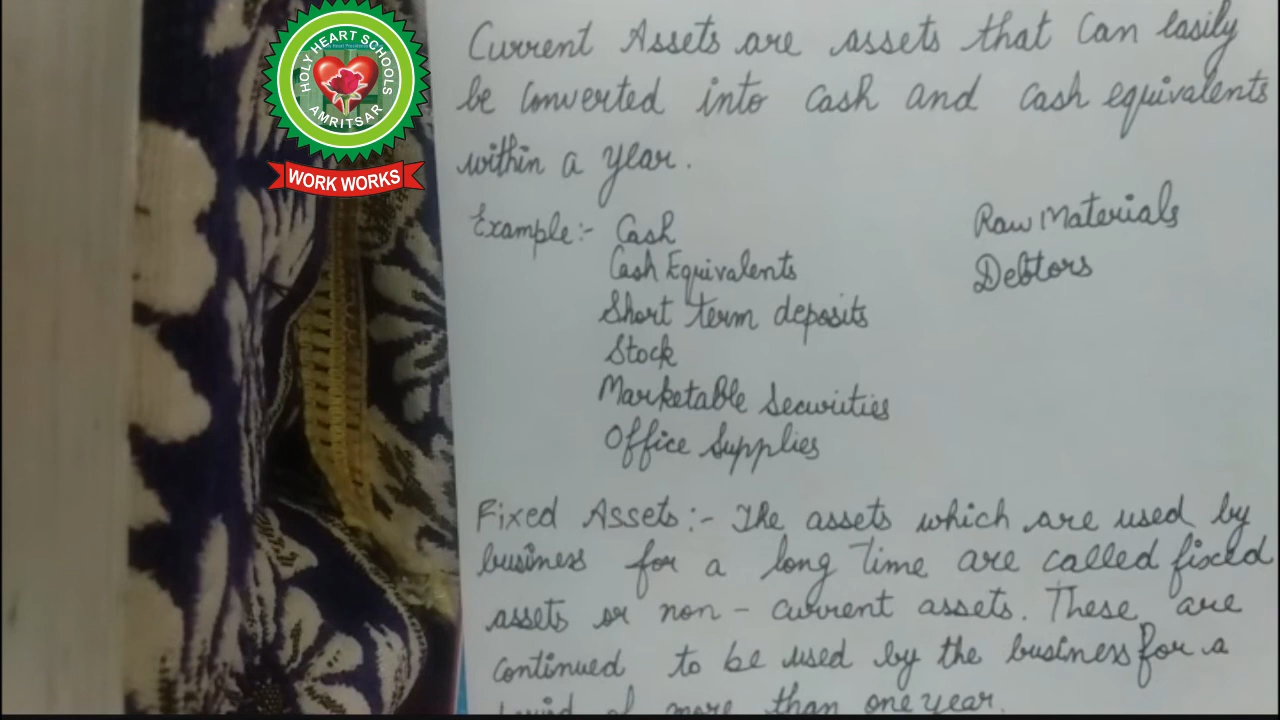 HOLY HEART SCHOOLS
AMRITSAR
WORK WORKS
Current Assets are assets that can easily
be converted into cash and cash equivalents
within a year.
Example:- Cash
Raw Materials
Cash Equivalents
Debtors
Short term deposits
Stock
Marketable Securities
Office Supplies
Fixed Assets:- The assets which are used by
business for a long time are called fixed
assets or non-current assets. These are
continued to be used by the business for a
of more than one year.